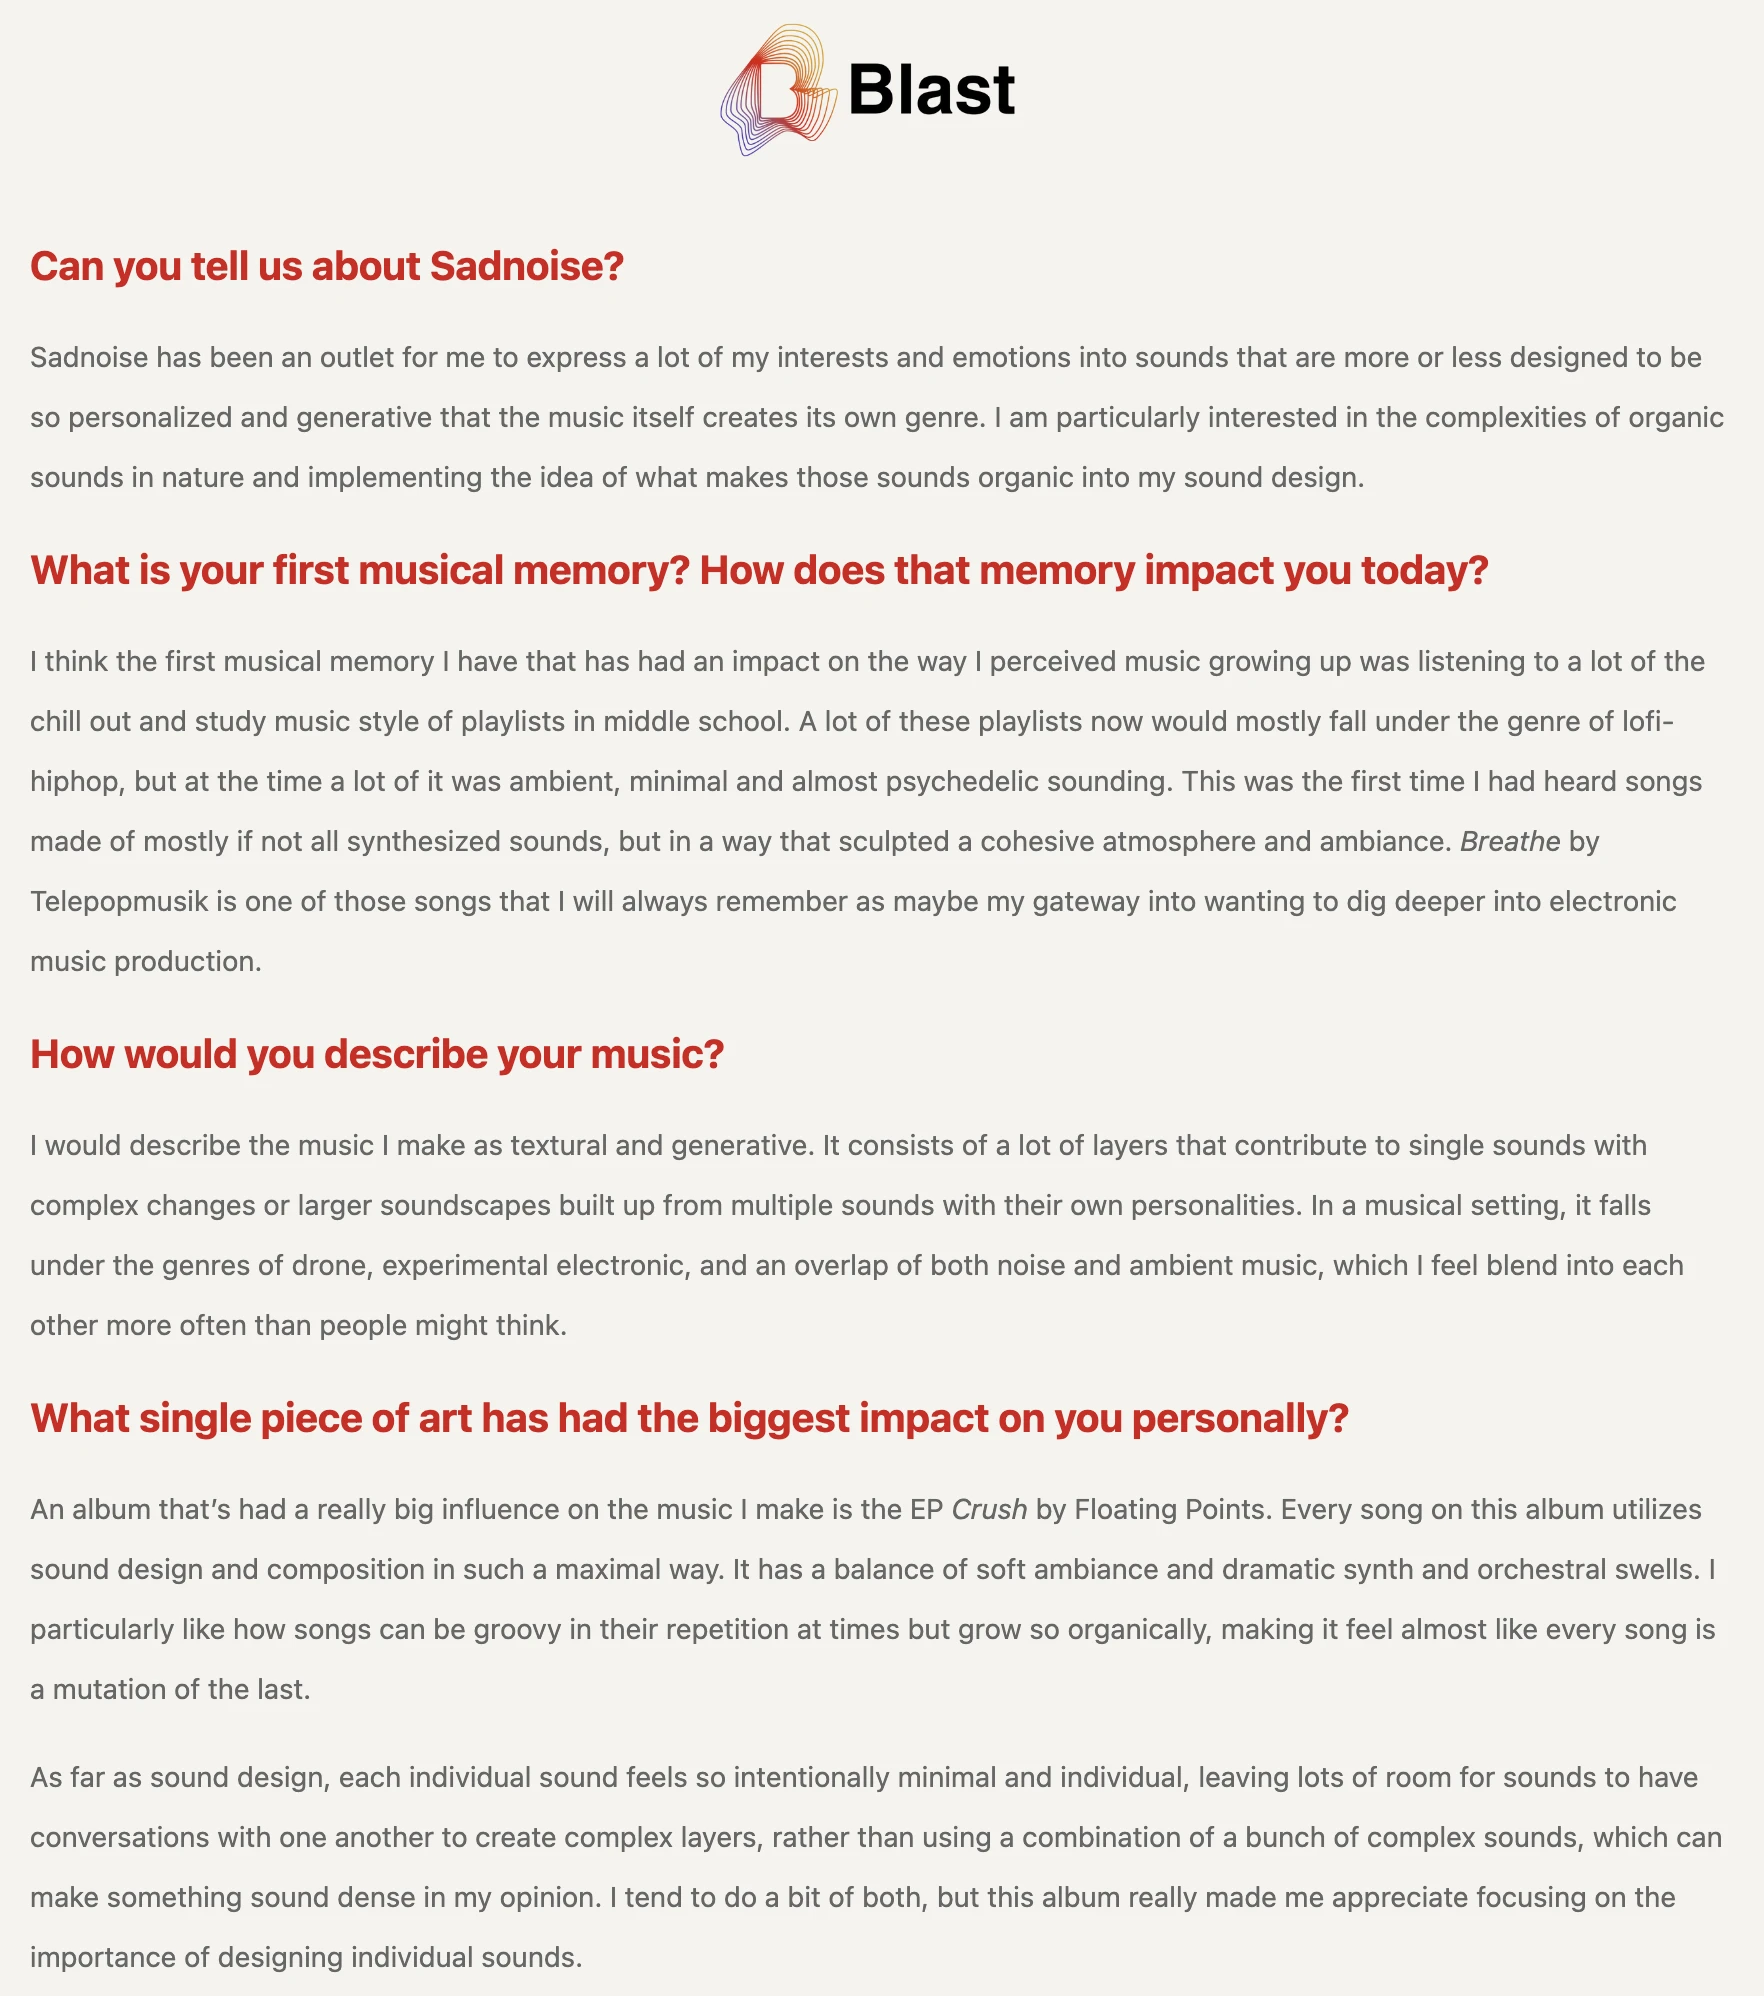 Blast
Can you tell us about Sadnoise?
Sadnoise has been an outlet for me to express a lot of my interests and emotions into sounds that are more or less designed to be
so personalized and generative that the music itself creates its own genre. I am particularly interested in the complexities of organic
sounds in nature and implementing the idea of what makes those sounds organic into my sound design.
What is your first musical memory? How does that memory impact you today?
I think the first musical memory I have that has had an impact on the way I perceived music growing up was listening to a lot of the
chill out and study music style of playlists in middle school. A lot of these playlists now would mostly fall under the genre of lofi-
hiphop, but at the time a lot of it was ambient, minimal and almost psychedelic sounding. This was the first time I had heard songs
made of mostly if not all synthesized sounds, but in a way that sculpted a cohesive atmosphere and ambiance. Breathe by
Telepopmusik is one of those songs that I will always remember as maybe my gateway into wanting to dig deeper into electronic
music production.
How would you describe your music?
I would describe the music I make as textural and generative. It consists of a lot of layers that contribute to single sounds with
complex changes or larger soundscapes built up from multiple sounds with their own personalities. In a musical setting, it falls
under the genres of drone, experimental electronic, and an overlap of both noise and ambient music, which I feel blend into each
other more often than people might think.
What single piece of art has had the biggest impact on you personally?
An album that’s had a really big influence on the music I make is the EP Crush by Floating Points. Every song on this album utilizes
sound design and composition in such a maximal way. It has a balance of soft ambiance and dramatic synth and orchestral swells. I
particularly like how songs can be groovy in their repetition at times but grow so organically, making it feel almost like every song is
a mutation of the last.
As far as sound design, each individual sound feels so intentionally minimal and individual, leaving lots of room for sounds to have
conversations with one another to create complex layers, rather than using a combination of a bunch of complex sounds, which can
make something sound dense in my opinion. I tend to do a bit of both, but this album really made me appreciate focusing on the
importance of designing individual sounds.